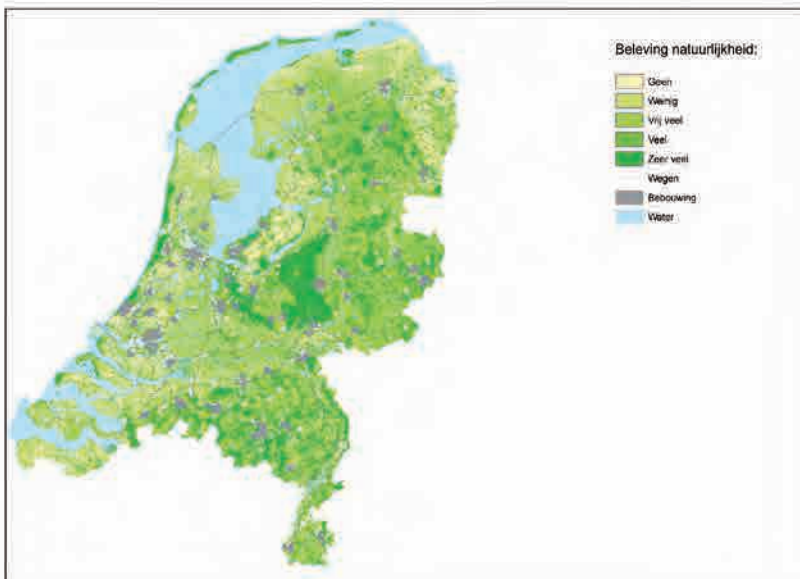 Beleving natuurlijkheid:
Geen
Weinig
Vrij veel
Veel
Zeer veel
Wegen
Bebouwing
Water